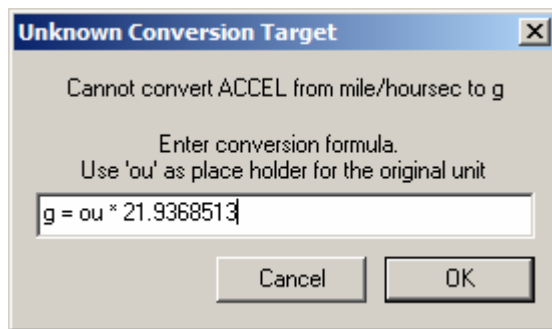 Unknown Conversion Target
Cannot convert ACCEL from mile/hoursec to g
Enter conversion formula.
Use 'ou' as place holder for the original unit
g = ou * 21.9368513
Cancel OK